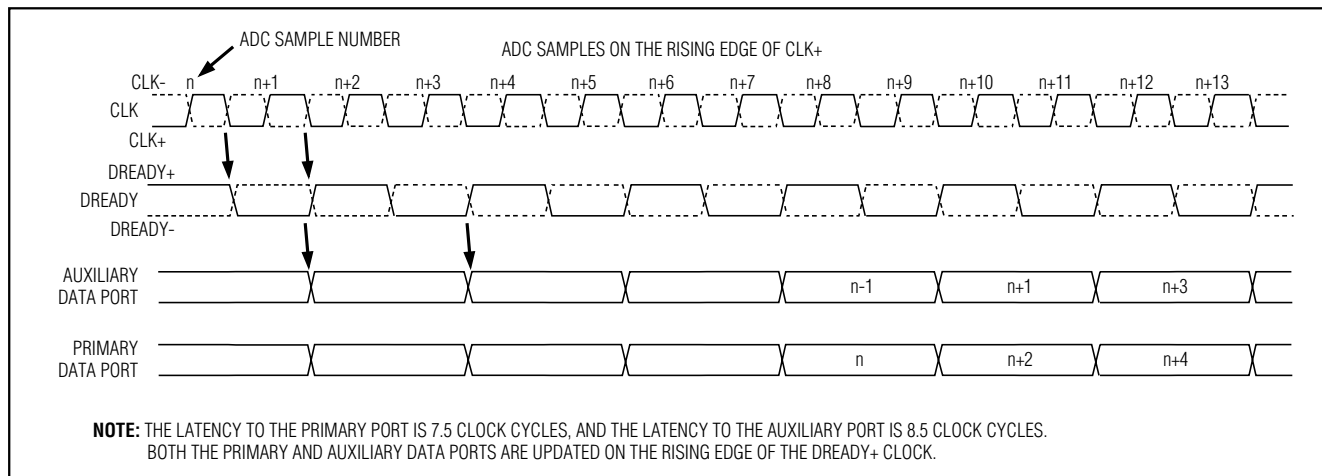 ADC SAMPLE NUMBER
ADC SAMPLES ON THE RISING EDGE OF CLK+
CLK- n n+1 n+2 n+3 n+4 n+5 n+6 n+7 n+8 n+9 n+10 n+11 n+12 n+13
CLK
CLK+
DREADY+
DREADY
DREADY-
AUXILIARY
DATA PORT
n-1 n+1 n+3
PRIMARY
DATA PORT
n n+2 n+4
NOTE: THE LATENCY TO THE PRIMARY PORT IS 7.5 CLOCK CYCLES, AND THE LATENCY TO THE AUXILIARY PORT IS 8.5 CLOCK CYCLES.
BOTH THE PRIMARY AND AUXILIARY DATA PORTS ARE UPDATED ON THE RISING EDGE OF THE DREADY+ CLOCK.